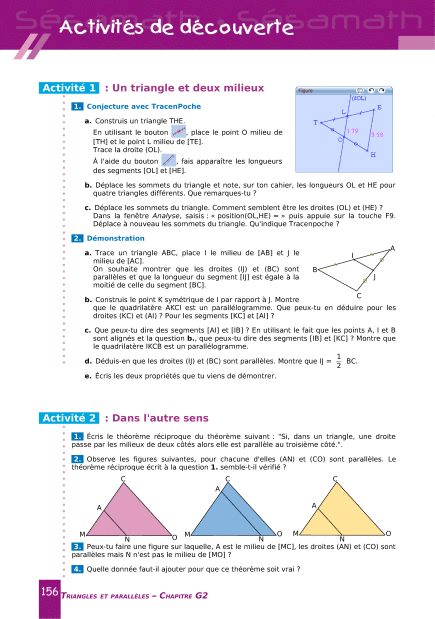 Sésamath Sésamath
Activités de découverte
Activité 1 : Un triangle et deux milieux
1. Conjecture avec TracenPoche
a. Construis un triangle THE.
En utilisant le bouton , place le point O milieu de
[TH] et le point L milieu de [TE].
Trace la droite (OL).
À l'aide du bouton , fais apparaître les longueurs
des segments [OL] et [HE].
Figure
(4OL)
L
E
T
1.79
3.58
O
H
b. Déplace les sommets du triangle et note, sur ton cahier, les longueurs OL et HE pour
quatre triangles différents. Que remarques-tu ?
c. Déplace les sommets du triangle. Comment semblent être les droites (OL) et (HE) ?
Dans la fenêtre Analyse, saisis : « position(OL,HE) = » puis appuie sur la touche F9.
Déplace à nouveau les sommets du triangle. Qu'indique Tracenpoche ?
2. Démonstration
a. Trace un triangle ABC, place I le milieu de [AB] et J le
milieu de [AC].
On souhaite montrer que les droites (IJ) et (BC) sont
parallèles et que la longueur du segment [IJ] est égale à la
moitié de celle du segment [BC].
A
I
B
J
C
b. Construis le point K symétrique de I par rapport à J. Montre
que le quadrilatère AKCI est un parallélogramme. Que peux-tu en déduire pour les
droites (KC) et (AI) ? Pour les segments [KC] et [AI] ?
c. Que peux-tu dire des segments [AI] et [IB] ? En utilisant le fait que les points A, I et B
sont alignés et la question b., que peux-tu dire des segments [IB] et [KC] ? Montre que
le quadrilatère IKCB est un parallélogramme.
d. Déduis-en que les droites (IJ) et (BC) sont parallèles. Montre que IJ = 1/2 BC.
e. Écris les deux propriétés que tu viens de démontrer.
Activité 2 : Dans l'autre sens
1. Écris le théorème réciproque du théorème suivant : "Si, dans un triangle, une droite
passe par les milieux de deux côtés alors elle est parallèle au troisième côté.".
2. Observe les figures suivantes, pour chacune d'elles (AN) et (CO) sont parallèles. Le
théorème réciproque écrit à la question 1. semble-t-il vérifié ?
C C C
A A A
M N O M N O M N O
3. Peux-tu faire une figure sur laquelle, A est le milieu de [MC], les droites (AN) et (CO) sont
parallèles mais N n'est pas le milieu de [MO] ?
4. Quelle donnée faut-il ajouter pour que ce théorème soit vrai ?
156 TRIANGLES ET PARALLÈLES – CHAPITRE G2